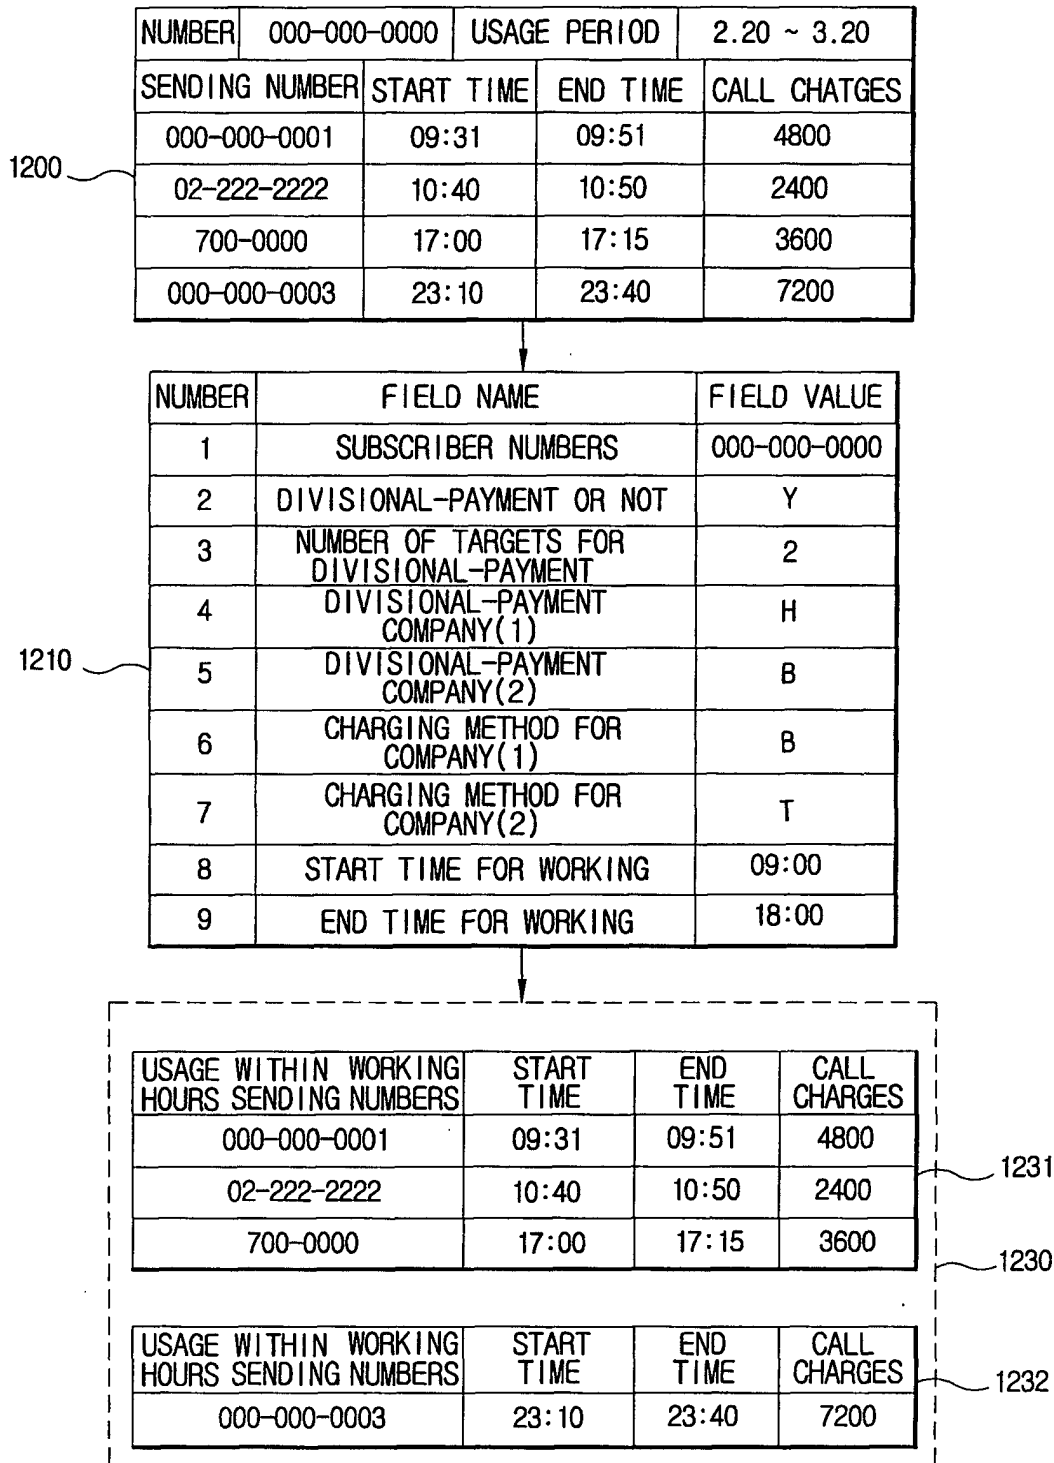 NUMBER 000-000-0000 USAGE PERIOD 2.20 ~ 3.20
SENDING NUMBER START TIME END TIME CALL CHATGES
000-000-0001 09:31 09:51 4800
1200
02-222-2222 10:40 10:50 2400
700-0000 17:00 17:15 3600
000-000-0003 23:10 23:40 7200
NUMBER FIELD NAME FIELD VALUE
1 SUBSCRIBER NUMBERS 000-000-0000
2 DIVISIONAL-PAYMENT OR NOT Y
3 NUMBER OF TARGETS FOR 2
DIVISIONAL-PAYMENT
4 DIVISIONAL-PAYMENT H
COMPANY(1)
1210
5 DIVISIONAL-PAYMENT B
COMPANY(2)
6 CHARGING METHOD FOR B
COMPANY(1)
7 CHARGING METHOD FOR T
COMPANY(2)
8 START TIME FOR WORKING 09:00
9 END TIME FOR WORKING 18:00
USAGE WITHIN WORKING START END CALL
HOURS SENDING NUMBERS TIME TIME CHARGES
000-000-0001 09:31 09:51 4800
1231
02-222-2222 10:40 10:50 2400
700-0000 17:00 17:15 3600
1230
USAGE WITHIN WORKING START END CALL
HOURS SENDING NUMBERS TIME TIME CHARGES
1232
000-000-0003 23:10 23:40 7200